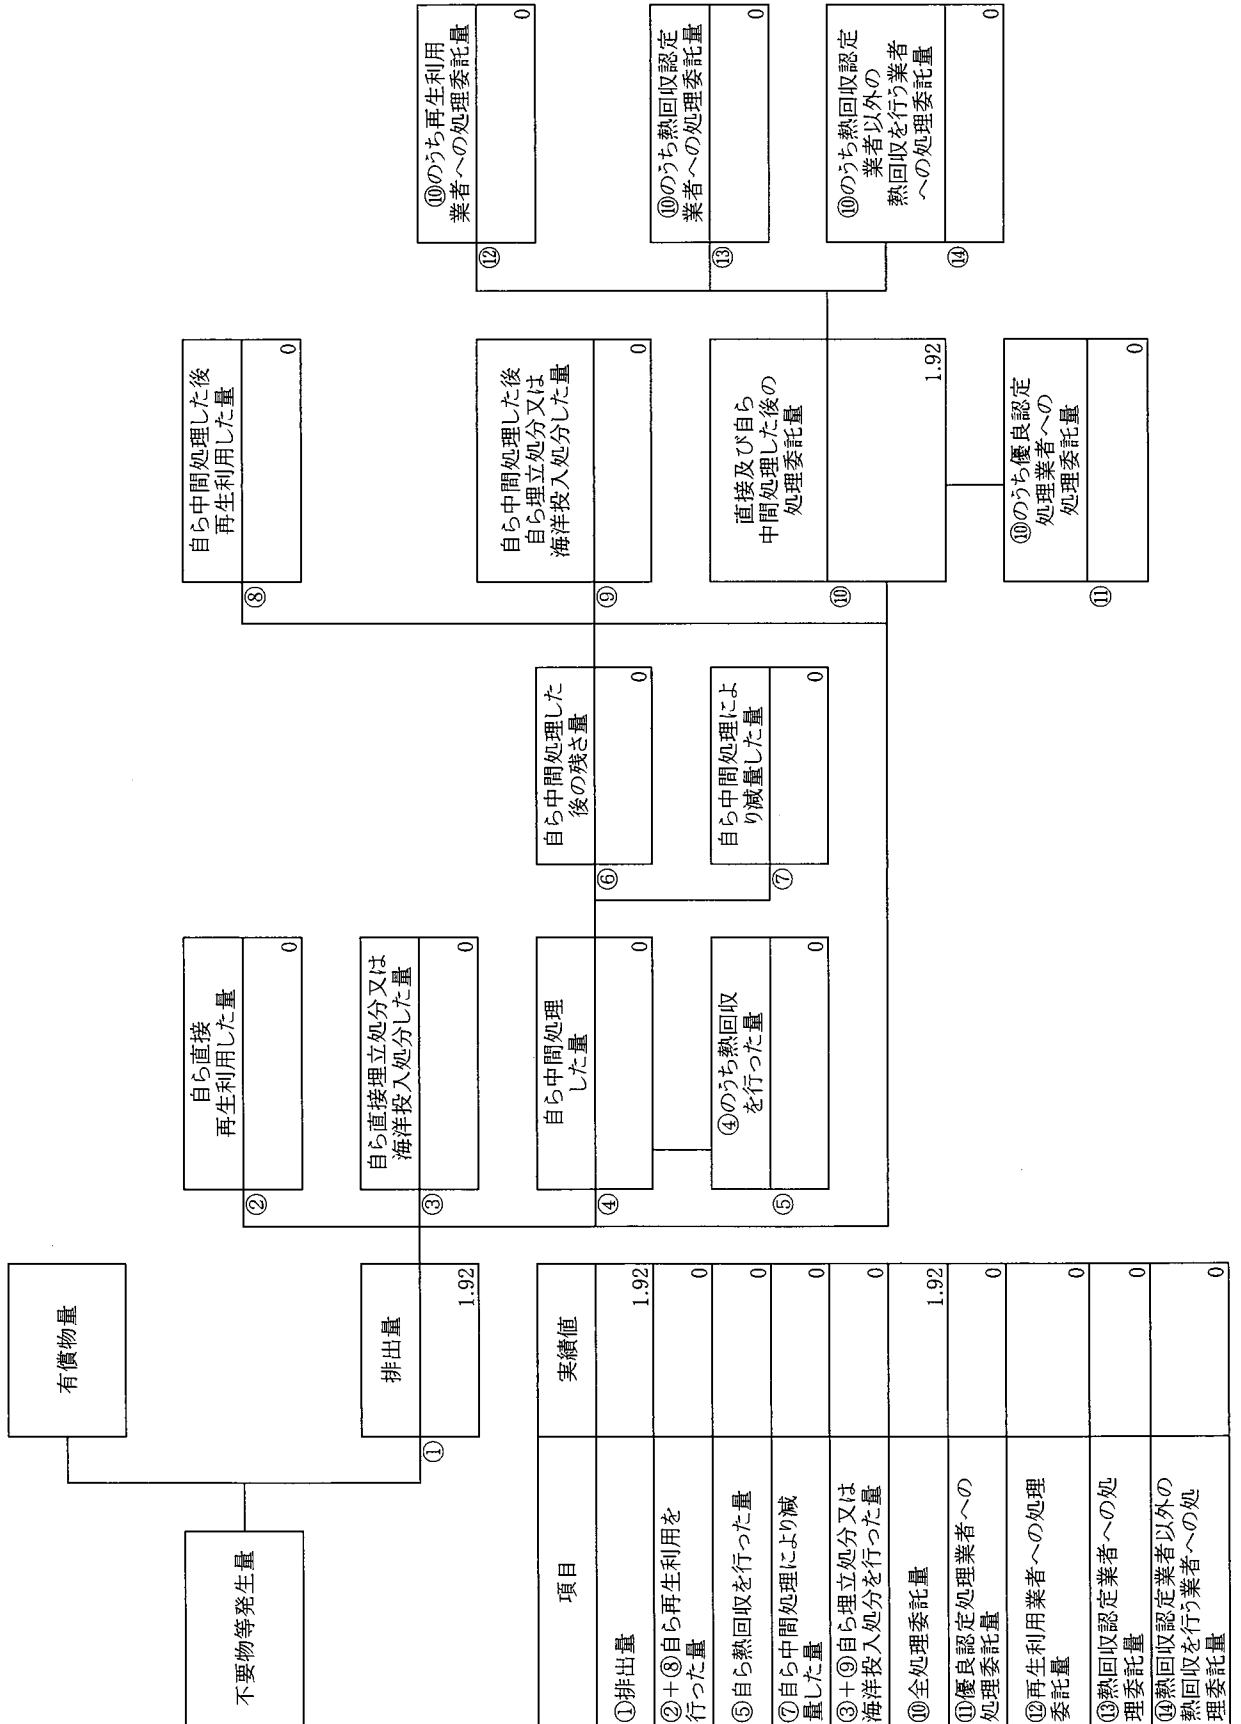 不要物等発生量
有償物量
①
排出量
1.92
②
自ら直接
再生利用した量
0
③
自ら直接埋立処分又は
海洋投入処分した量
0
④
自ら中間処理
した量
0
⑤
④のうち熱回収
を行った量
0
⑥
自ら中間処理した
後の残さ量
0
⑦
自ら中間処理によ
り減量した量
0
⑧
自ら中間処理した後
再生利用した量
0
⑨
自ら中間処理した後
自ら埋立処分又は
海洋投入処分した量
0
⑩
直接及び自ら
中間処理した後の
処理委託量
1.92
⑪
⑩のうち優良認定
処理業者への
処理委託量
0
⑫
⑩のうち再生利用
業者への処理委託量
0
⑬
⑩のうち熱回収認定
業者への処理委託量
0
⑭
⑩のうち熱回収認定
業者以外の
熱回収を行う業者
への処理委託量
0
項目 実績値
①排出量 1.92
②+⑧自ら再生利用を
行った量 0
⑤自ら熱回収を行った量 0
⑦自ら中間処理により減
量した量 0
③+⑨自ら埋立処分又は
海洋投入処分を行った量 0
⑩全処理委託量 1.92
⑪優良認定処理業者への
処理委託量 0
⑫再生利用業者への処理
委託量 0
⑬熱回収認定業者への処
理委託量 0
⑭熱回収認定業者以外の
熱回収を行う業者への処
理委託量 0